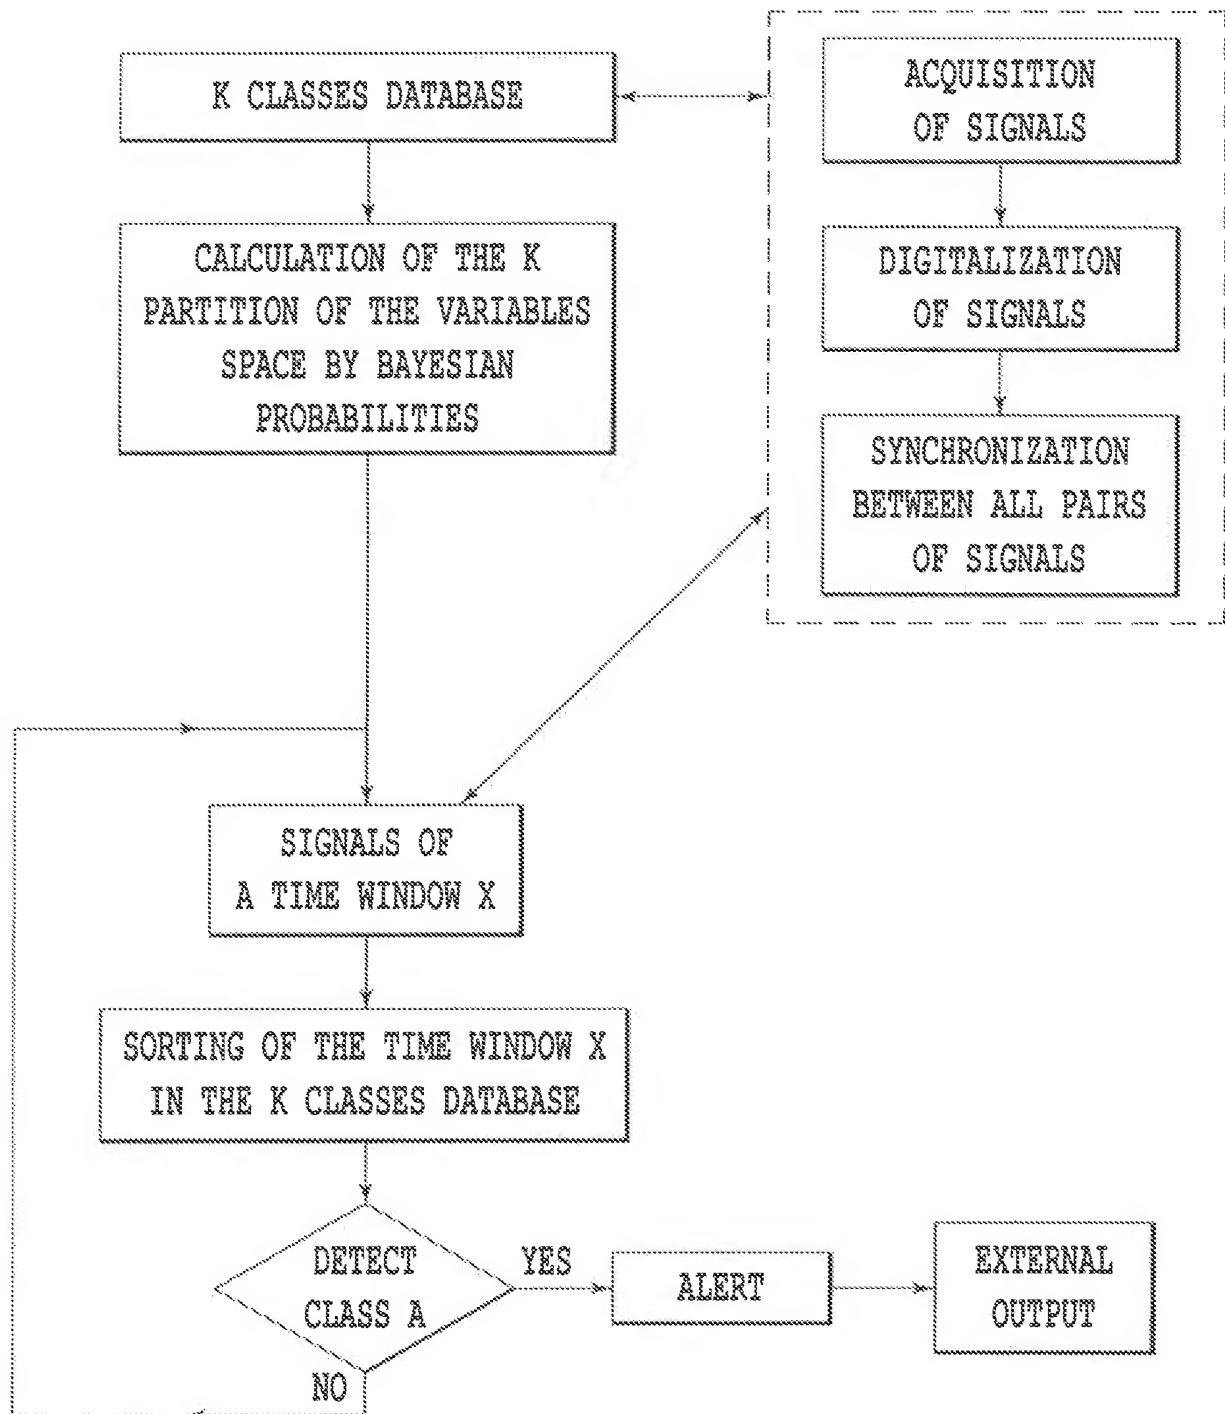 K CLASSES DATABASE
CALCULATION OF THE K
PARTITION OF THE VARIABLES
SPACE BY BAYESIAN
PROBABILITIES
ACQUISITION
OF SIGNALS
DIGITALIZATION
OF SIGNALS
SYNCHRONIZATION
BETWEEN ALL PAIRS
OF SIGNALS
SIGNALS OF
A TIME WINDOW X
SORTING OF THE TIME WINDOW X
IN THE K CLASSES DATABASE
DETECT
CLASS A
YES
NO
ALERT
EXTERNAL
OUTPUT